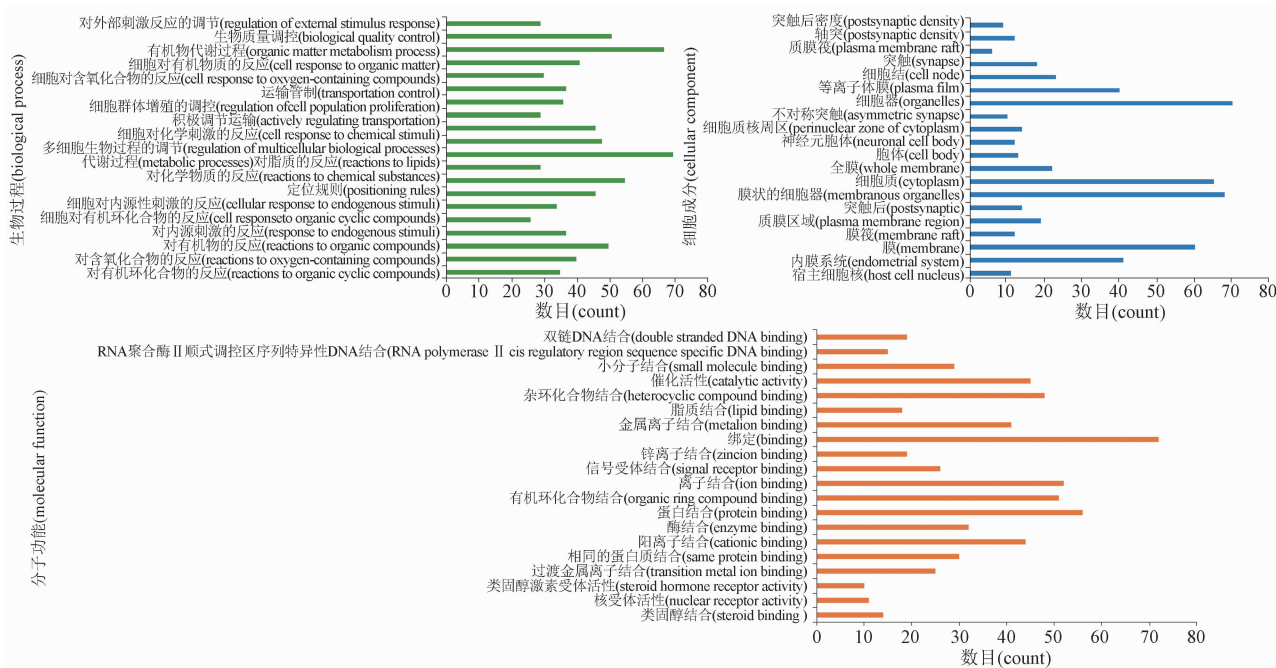 对外部刺激反应的调节(regulation of external stimulus response)
生物质量调控(biological quality control)
有机物代谢过程(organic matter metabolism process)
细胞对有机物质的反应(cell response to organic matter)
细胞对含氧化合物的反应(cell response to oxygen-containing compounds)
运输管制(transportation control)
细胞群体增殖的调控(regulation ofcell population proliferation)
积极调节运输(actively regulating transportation)
细胞对化学刺激的反应(cell response to chemical stimuli)
多细胞生物过程的调节(regulation of multicellular biological processes)
代谢过程(metabolic processes)对脂质的反应(reactions to lipids)
对化学物质的反应(reactions to chemical substances)
定位规则(positioning rules)
细胞对内源性刺激的反应(cellular response to endogenous stimuli)
细胞对有机环化合物的反应(cell responseto organic cyclic compounds)
对内源刺激的反应(response to endogenous stimuli)
对有机物的反应(reactions to organic compounds)
对含氧化合物的反应(reactions to oxygen-containing compounds)
对有机环化合物的反应(reactions to organic cyclic compounds)
生物过程(biological process)
0 10 20 30 40 50 60 70 80
数目(count)
突触后密度(postsynaptic density)
轴突(postsynaptic density)
质膜筏(plasma membrane raft)
突触(synapse)
细胞结(cell node)
等离子体膜(plasma film)
细胞器(organelles)
不对称突触(asymmetric synapse)
细胞质核周区(perinuclear zone of cytoplasm)
神经元胞体(neuronal cell body)
胞体(cell body)
全膜(whole membrane)
细胞质(cytoplasm)
膜状的细胞器(membranous organelles)
突触后(postsynaptic)
质膜区域(plasma membrane region)
膜筏(membrane raft)
膜(membrane)
内膜系统(endometrial system)
宿主细胞核(host cell nucleus)
细胞成分(cellular component)
0 10 20 30 40 50 60 70 80
数目(count)
双链DNA结合(double stranded DNA binding)
RNA聚合酶Ⅱ顺式调控区序列特异性DNA结合(RNA polymerase Ⅱ cis regulatory region sequence specific DNA binding)
小分子结合(small molecule binding)
催化活性(catalytic activity)
杂环化合物结合(heterocyclic compound binding)
脂质结合(lipid binding)
金属离子结合(metalion binding)
绑定(binding)
锌离子结合(zincion binding)
信号受体结合(signal receptor binding)
离子结合(ion binding)
有机环化合物结合(organic ring compound binding)
蛋白结合(protein binding)
酶结合(enzyme binding)
阳离子结合(cationic binding)
相同的蛋白质结合(same protein binding)
过渡金属离子结合(transition metal ion binding)
类固醇激素受体活性(steroid hormone receptor activity)
核受体活性(nuclear receptor activity)
类固醇结合(steroid binding )
分子功能(molecular function)
0 10 20 30 40 50 60 70 80
数目(count)